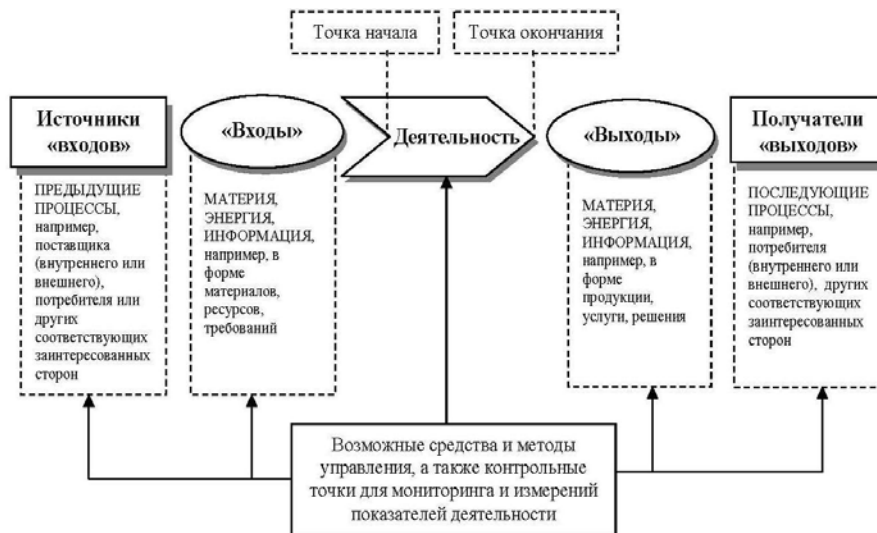 Точка начала
Точка окончания
Источники
«входов»
«Входы»
Деятельность
«Выходы»
Получатели
«выходов»
ПРЕДЫДУЩИЕ
ПРОЦЕССЫ,
например,
поставщика
(внутреннего или
внешнего),
потребителя или
других
соответствующих
заинтересованных
сторон
МАТЕРИЯ,
ЭНЕРГИЯ,
ИНФОРМАЦИЯ,
например, в
форме
материалов,
ресурсов,
требований
МАТЕРИЯ,
ЭНЕРГИЯ,
ИНФОРМАЦИЯ,
например, в
форме
продукции,
услуги, решения
ПОСЛЕДУЮЩИЕ
ПРОЦЕССЫ,
например,
потребителя
(внутреннего или
внешнего), других
соответствующих
заинтересованных
сторон
Возможные средства и методы
управления, а также контрольные
точки для мониторинга и измерений
показателей деятельности